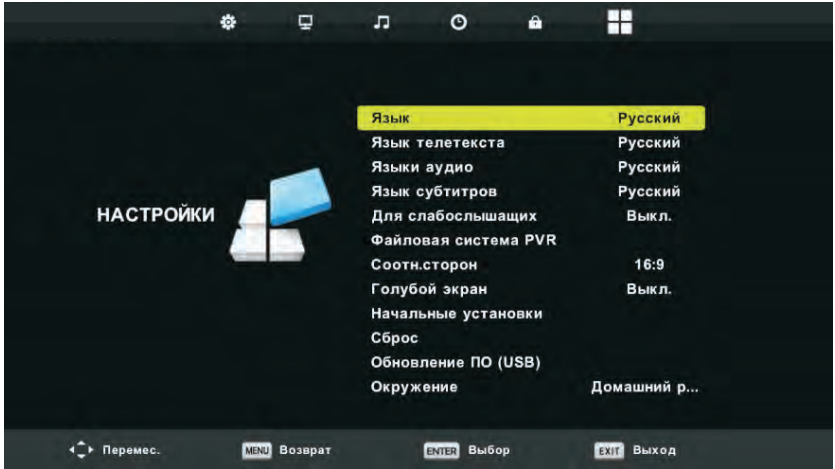 Язык Русский
Язык телетекста Русский
Языки аудио Русский
Язык субтитров Русский
НАСТРОЙКИ
Для слабослышащих Выкл.
Файловая система PVR
Соотн.сторон 16:9
Голубой экран Выкл.
Начальные установки
Сброс
Обновление ПО (USB)
Окружение Домашний р...
Перемес. MENU Возврат ENTER Выбор EXIT Выход